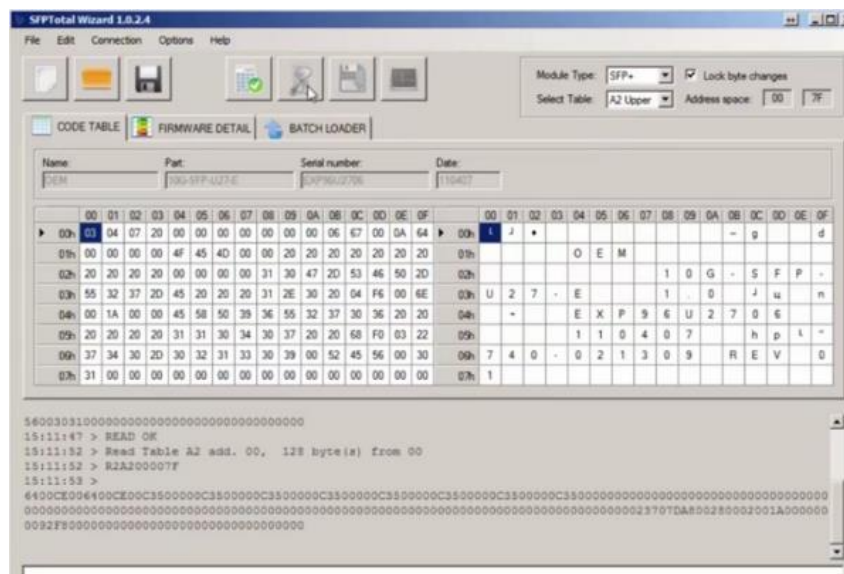 SFPTotal Wizard 1.0.2.4
File Edit Connection Options Help
Module Type: SFP+ Lock byte changes
Select Table: A2 Upper Address space: 00 7F
CODE TABLE FIRMWARE DETAIL BATCH LOADER
Name: Part: Serial number: Date:
OEM 10G-SFP-U27-E EXP96U2706 110407
00 01 02 03 04 05 06 07 08 09 0A 0B 0C 0D 0E 0F 00 01 02 03 04 05 06 07 08 09 0A 0B 0C 0D 0E 0F
00h 03 04 07 20 00 00 00 00 00 00 00 06 67 00 0A 64 00h g d
01h 00 00 00 00 4F 45 4D 00 00 20 20 20 20 20 20 20 01h O E M
02h 20 20 20 20 00 00 00 00 31 30 47 2D 53 46 50 2D 02h 1 0 G - S F P -
03h 55 32 37 2D 45 20 20 20 31 2E 30 20 04 F6 00 6E 03h U 2 7 - E 1 . 0 n
04h 00 1A 00 00 45 58 50 39 36 55 32 37 30 36 20 20 04h E X P 9 6 U 2 7 0 6
05h 20 20 20 20 31 31 30 34 30 37 20 20 68 F0 03 22 05h 1 1 0 4 0 7 h p "
06h 37 34 30 2D 30 32 31 33 30 39 00 52 45 56 00 30 06h 7 4 0 - 0 2 1 3 0 9 R E V 0
07h 31 00 00 00 00 00 00 00 00 00 00 00 00 00 00 00 07h 1
15:11:47 > READ OK
15:11:52 > Read Table A2 add. 00, 128 byte(s) from 00
15:11:52 > R2A200007F
15:11:53 >